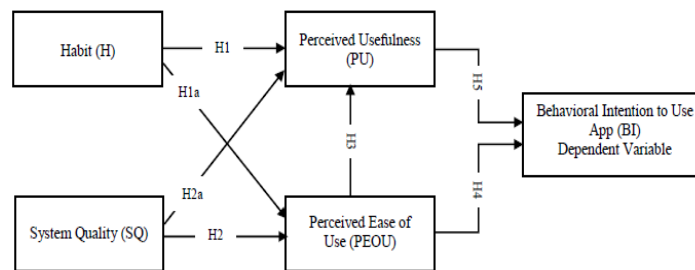 Habit (H)
H1
Perceived Usefulness
(PU)
H1a
H5
H3
Behavioral Intention to Use
App (BI)
Dependent Variable
H2a
H4
System Quality (SQ)
H2
Perceived Ease of
Use (PEOU)